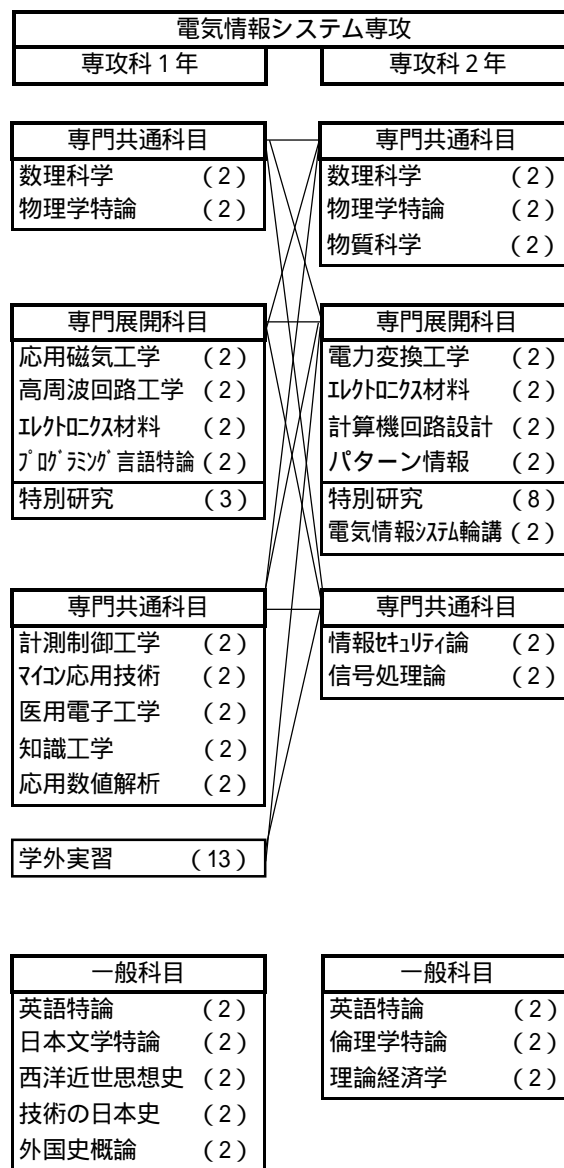 電気情報システム専攻
専攻科１年 専攻科２年
専門共通科目
数理科学 （２）
物理学特論 （２）
専門共通科目
数理科学 （２）
物理学特論 （２）
物質科学 （２）
専門展開科目
応用磁気工学 （２）
高周波回路工学 （２）
ｴﾚｸﾄﾛﾆｸｽ材料 （２）
ﾌﾟﾛｸﾞﾗﾐﾝｸﾞ言語特論（２）
特別研究 （３）
専門展開科目
電力変換工学 （２）
ｴﾚｸﾄﾛﾆｸｽ材料 （２）
計算機回路設計 （２）
パターン情報 （２）
特別研究 （８）
電気情報ｼｽﾃﾑ輪講（２）
専門共通科目
計測制御工学 （２）
ﾏｲｺﾝ応用技術 （２）
医用電子工学 （２）
知識工学 （２）
応用数値解析 （２）
専門共通科目
情報ｾｷｭﾘﾃｨ論 （２）
信号処理論 （２）
学外実習 （13）
一般科目
英語特論 （２）
日本文学特論 （２）
西洋近世思想史 （２）
技術の日本史 （２）
外国史概論 （２）
一般科目
英語特論 （２）
倫理学特論 （２）
理論経済学 （２）